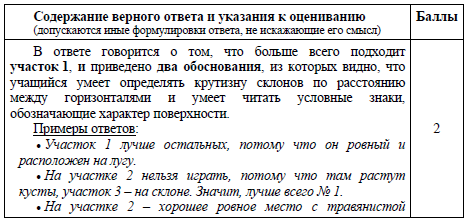 Содержание верного ответа и указания к оцениванию
Баллы
(допускаются иные формулировки ответа, не искажающие его смысл)
В ответе говорится о том, что больше всего подходит
участок 1, и приведено два обоснования, из которых видно, что
учащийся умеет определять крутизну склонов по расстоянию
между горизонталями и умеет читать условные знаки,
обозначающие характер поверхности.
2
Примеры ответов:
• Участок 1 лучше остальных, потому что он ровный и
расположен на лугу.
• На участке 2 нельзя играть, потому что там растут
кусты, участок 3 – на склоне. Значит, лучше всего № 1.
• На участке 2 – хорошее ровное место с травянистой